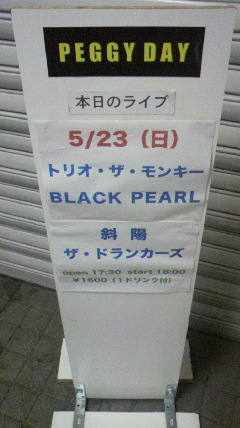 PEGGY DAY
本日のライブ
5/23（日）
トリオ・ザ・モンキー
BLACK PEARL
斜陽
ザ・ドランカーズ
open 17:30 start 18:00
¥1500（1ドリンク付）